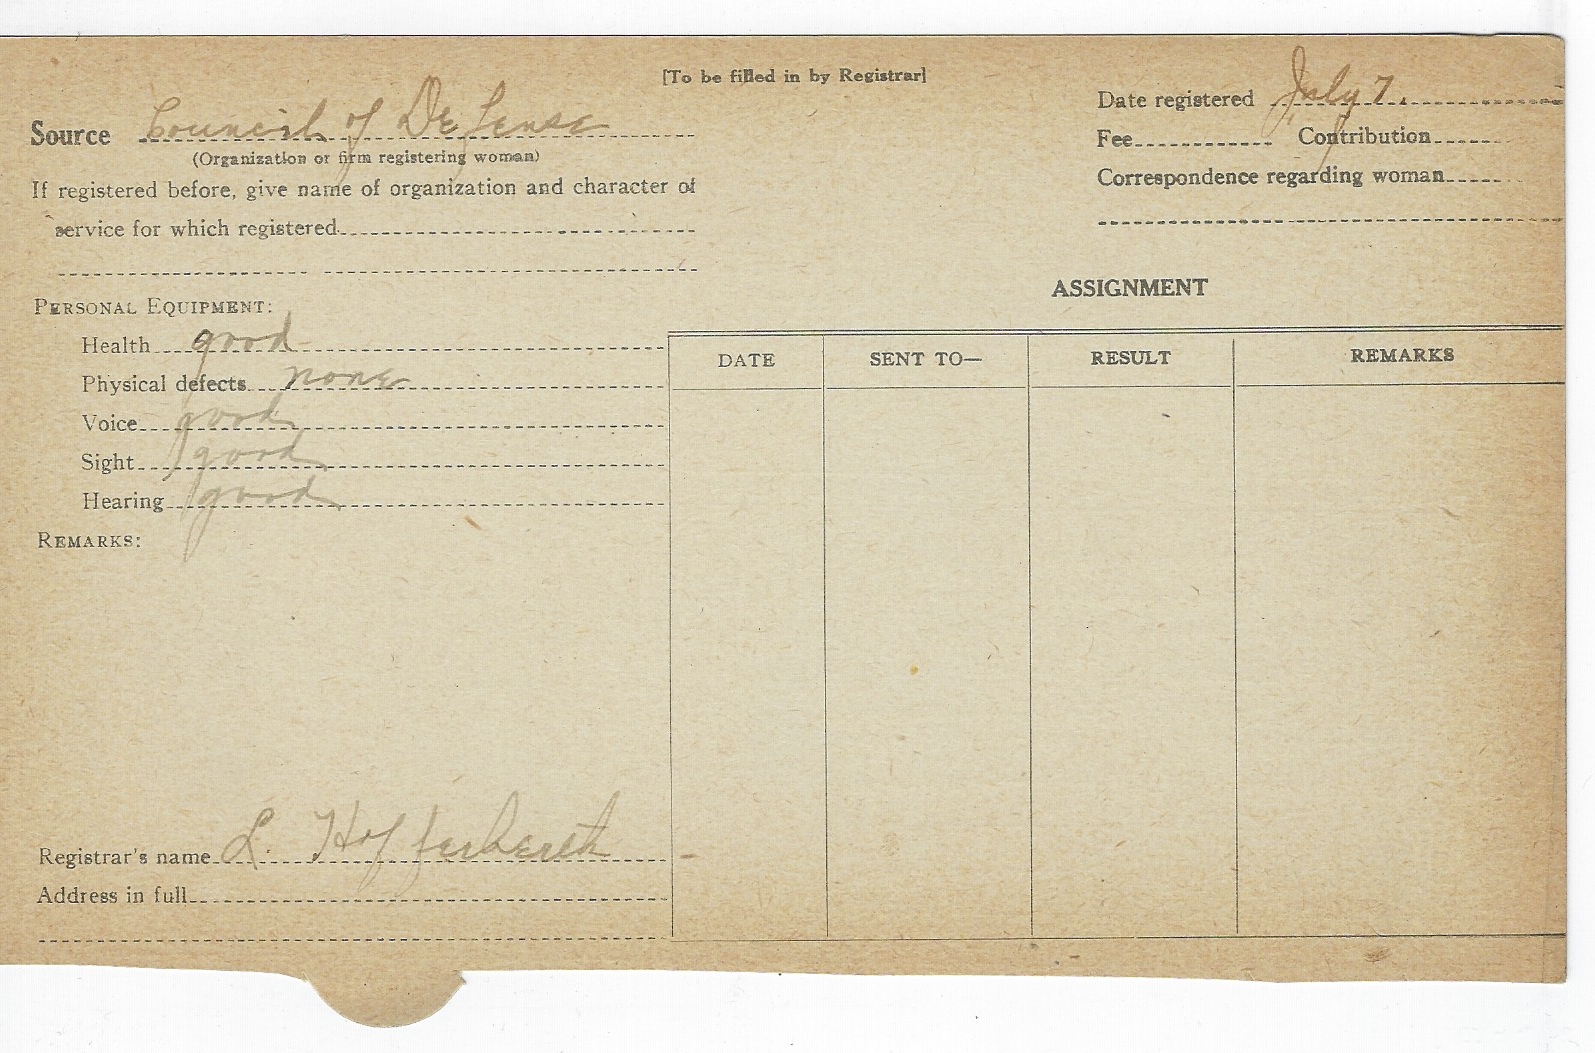 [To be filled in by Registrar]
Source Council of Defense
(Organization or firm registering woman)
If registered before, give name of organization and character of
service for which registered
Date registered July 7.
Fee Contribution
Correspondence regarding woman
PERSONAL EQUIPMENT:
Health good
Physical defects none
Voice good
Sight good
Hearing good
REMARKS:
Registrar's name L. Hofferberth
Address in full
ASSIGNMENT
DATE SENT TO— RESULT REMARKS